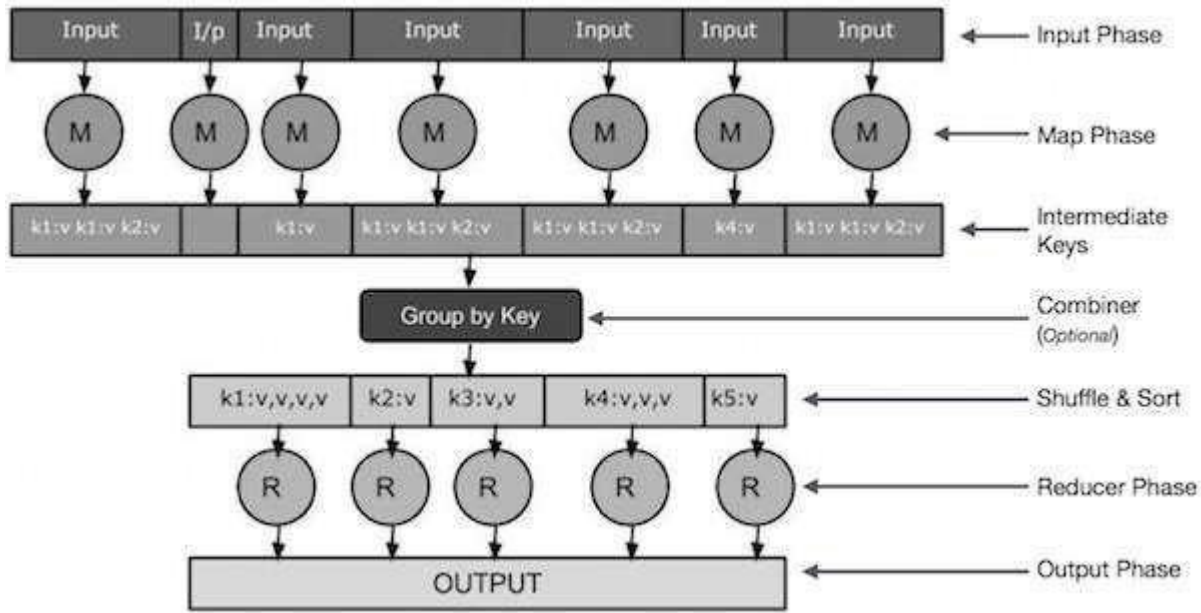 Input I/p Input Input Input Input Input Input Phase
M M M M M M M Map Phase
k1:v k1:v k2:v k1:v k1:v k1:v k2:v k1:v k1:v k2:v k4:v k1:v k1:v k2:v Intermediate
Keys
Group by Key Combiner
(Optional)
k1:v,v,v,v k2:v k3:v,v k4:v,v,v k5:v Shuffle & Sort
R R R R R Reducer Phase
OUTPUT Output Phase